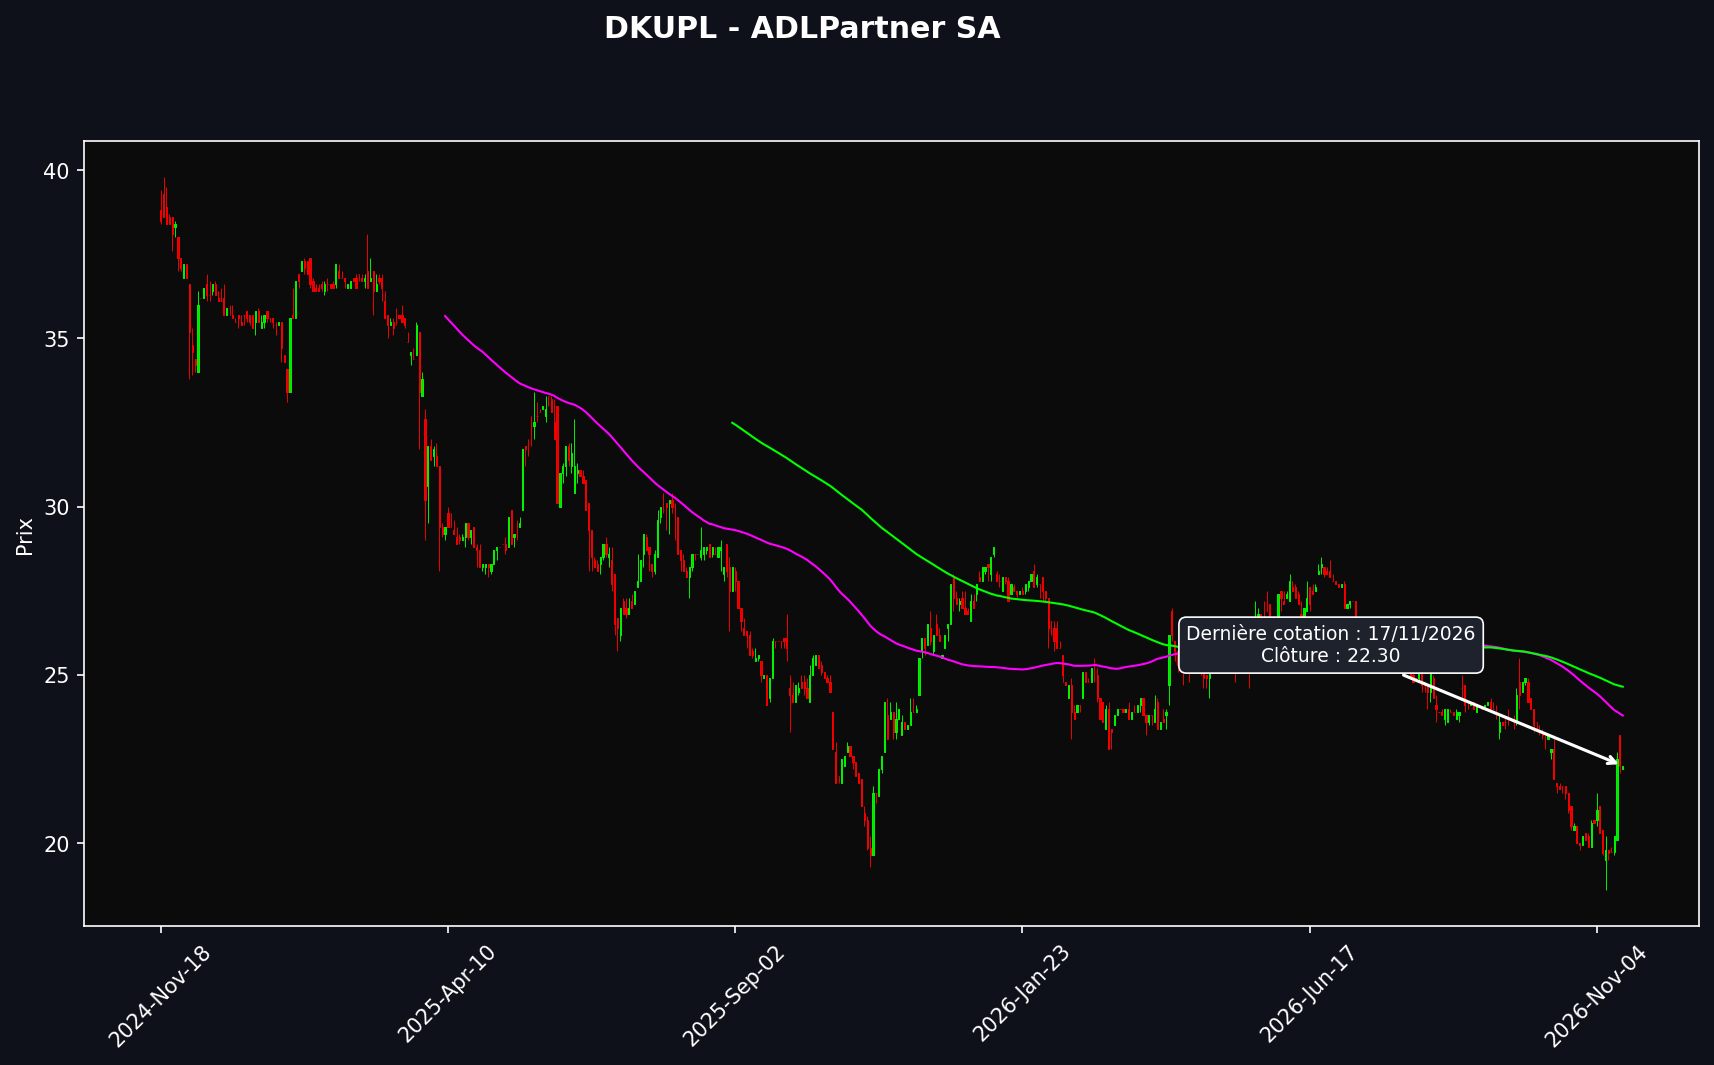 DKUPL - ADLPartner SA
40
35
30
25
20
Prix
Dernière cotation : 17/11/2026
Clôture : 22.30
2024-Nov-18
2025-Apr-10
2025-Sep-02
2026-Jan-23
2026-Jun-17
2026-Nov-04